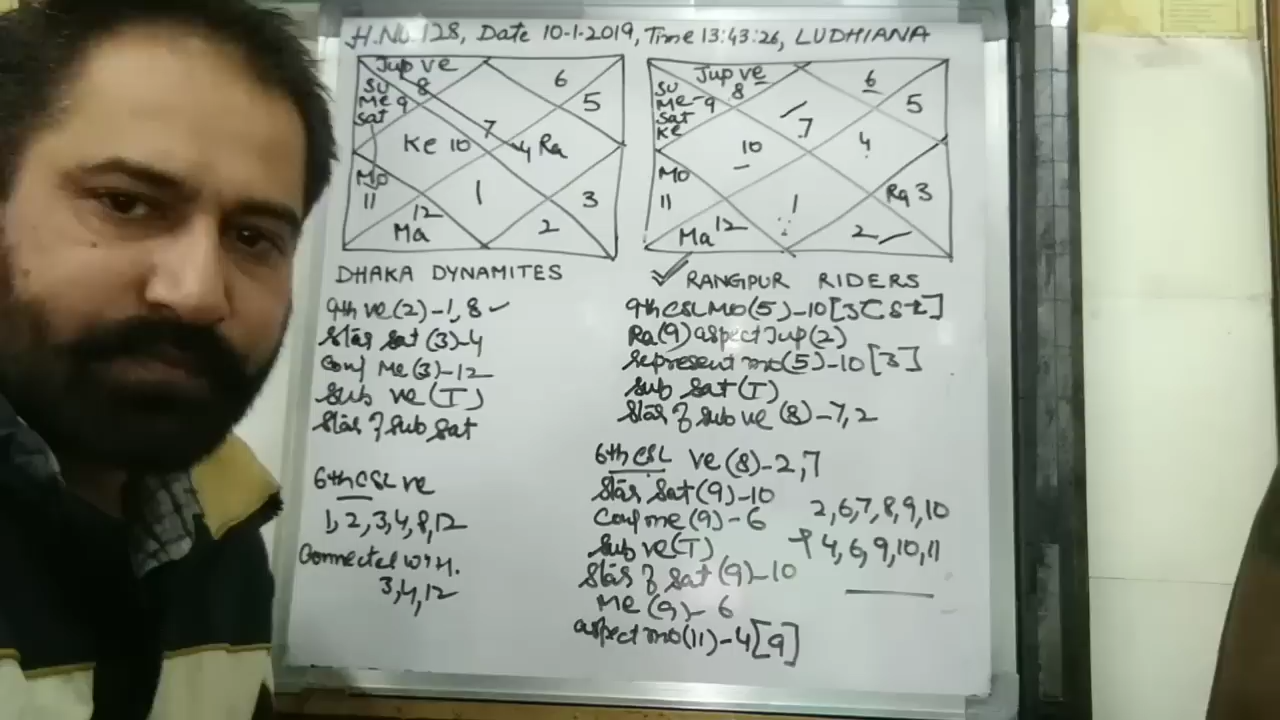 H.No. 128, Date 10-1-2019, Time 13:43:26, LUDHIANA
Jup ve
Su 8
Me 9
Sat
6
5
7
Ke 10
4 Ra
Mo
11
1
3
12
Ma
2
Jup ve
Su 8
Me-9
Sat
Ke
6
5
7
10
4
Mo
11
1
Ra 3
Ma 12
2
DHAKA DYNAMITES
9th ve (2)-1, 8
Star Sat (3)-4
Conj Me (3)-12
Sub ve (I)
Star of Sub Sat
6th CSL ve
1, 2, 3, 4, 8, 12
Connected with.
3, 4, 12
RANGPUR RIDERS
9th CSL Mo (5)-10 [3
Ra (9) aspect Jup (2)
represent mo (5)-10 [3]
Sub Sat (I)
Star of Sub ve (8)-7, 2
6th CSL ve (8)-2, 7
Star Sat (9)-10
Conj me (9)-6
Sub ve (I)
Star of Sat (9)-10
Me (9)-6
aspect mo (11)-4 [9]
2, 6, 7, 8, 9, 10
4, 6, 9, 10, 11